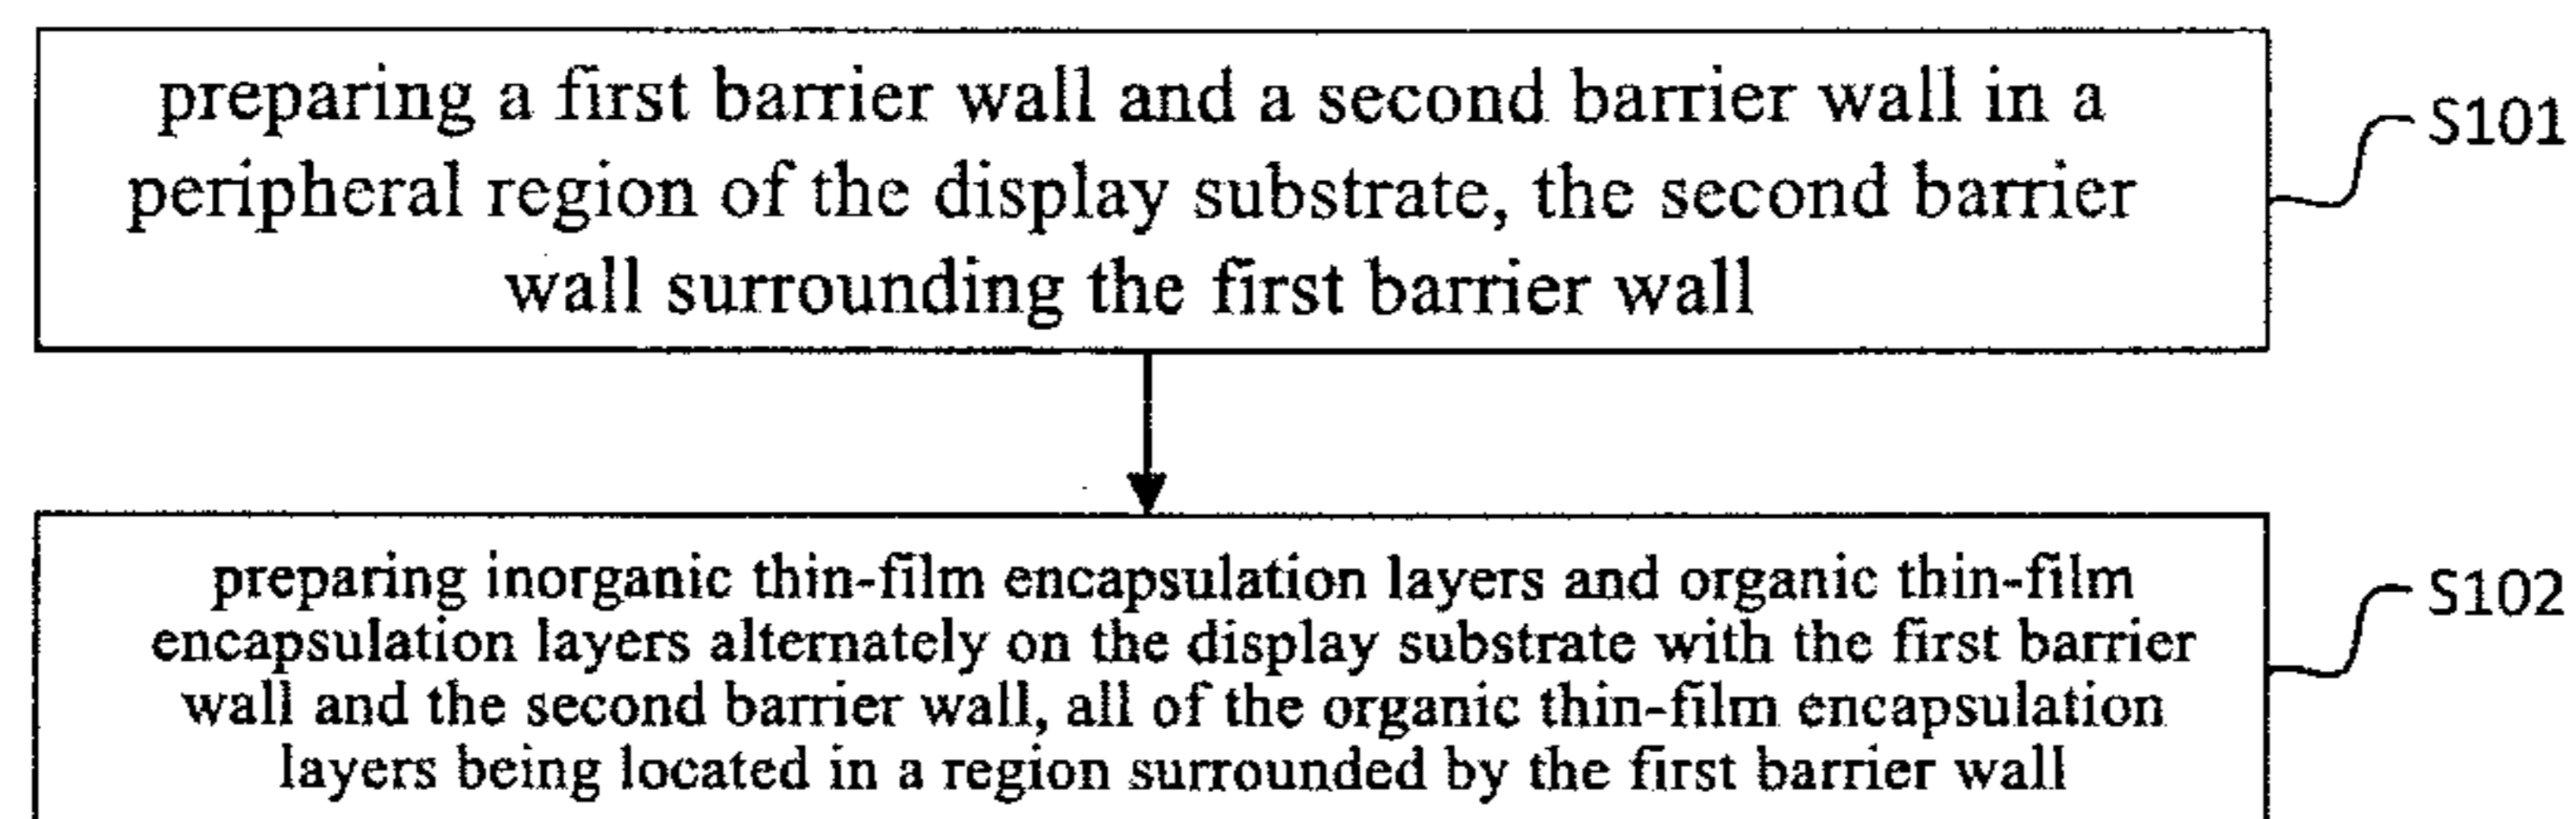 preparing a first barrier wall and a second barrier wall in a
peripheral region of the display substrate, the second barrier
wall surrounding the first barrier wall
S101
preparing inorganic thin-film encapsulation layers and organic thin-film
encapsulation layers alternately on the display substrate with the first barrier
wall and the second barrier wall, all of the organic thin-film encapsulation
layers being located in a region surrounded by the first barrier wall
S102